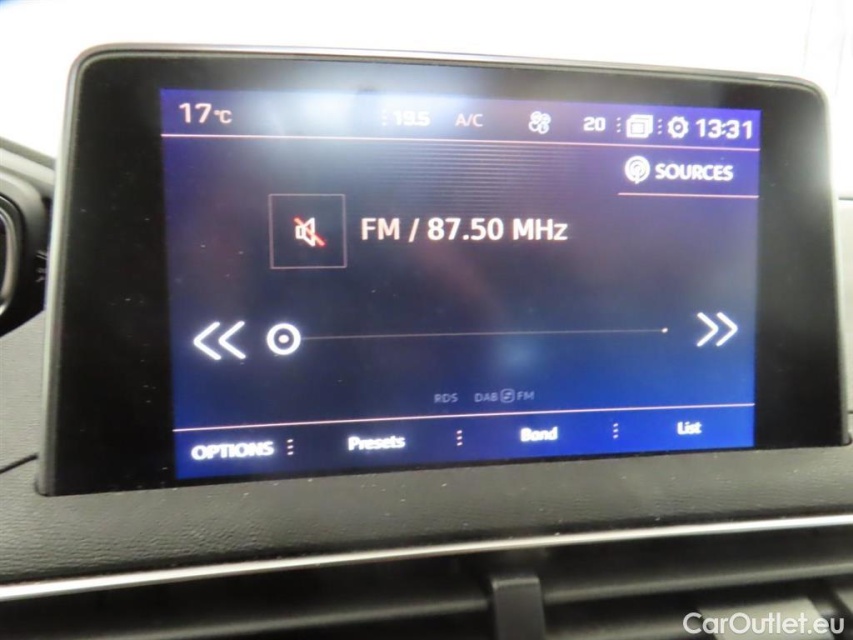 17°C 19.5 A/C 20 13:31
SOURCES
FM / 87.50 MHz
RDS DAB FM
OPTIONS Presets Band List
CarOutlet.eu